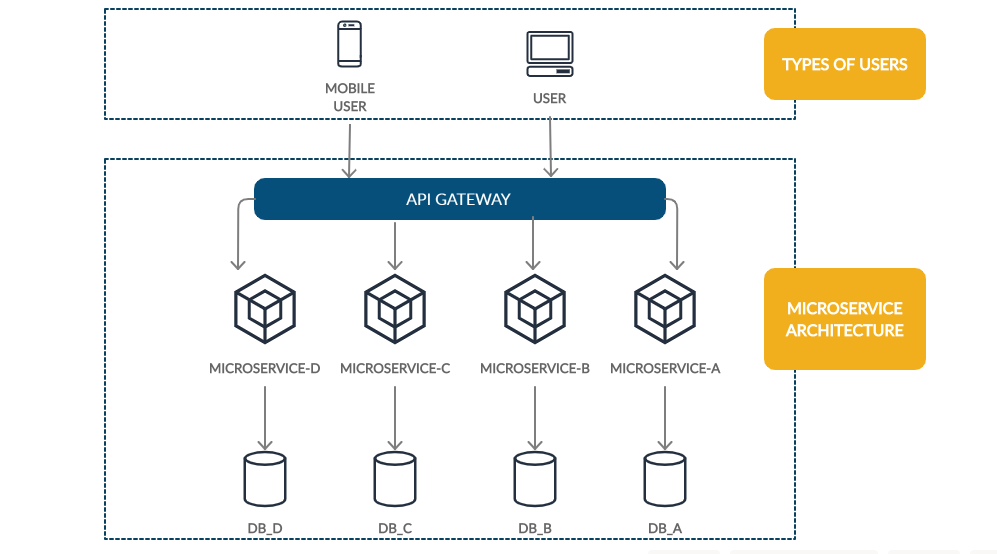 MOBILE
USER
USER
TYPES OF USERS
API GATEWAY
MICROSERVICE
ARCHITECTURE
MICROSERVICE-D
MICROSERVICE-C
MICROSERVICE-B
MICROSERVICE-A
DB_D
DB_C
DB_B
DB_A